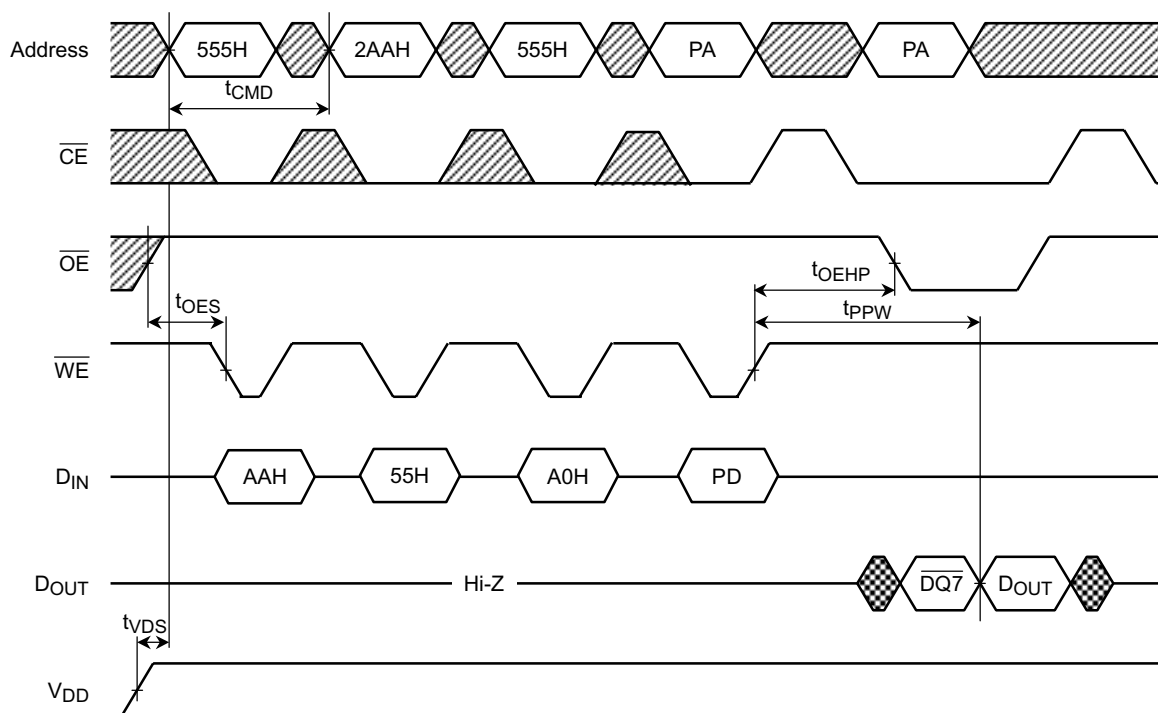 Address 555H 2AAH 555H PA PA
tCMD
CE
OE
tOEHP
tOES
tPPW
WE
DIN AAH 55H A0H PD
DOUT Hi-Z DQ7 DOUT
tVDS
VDD